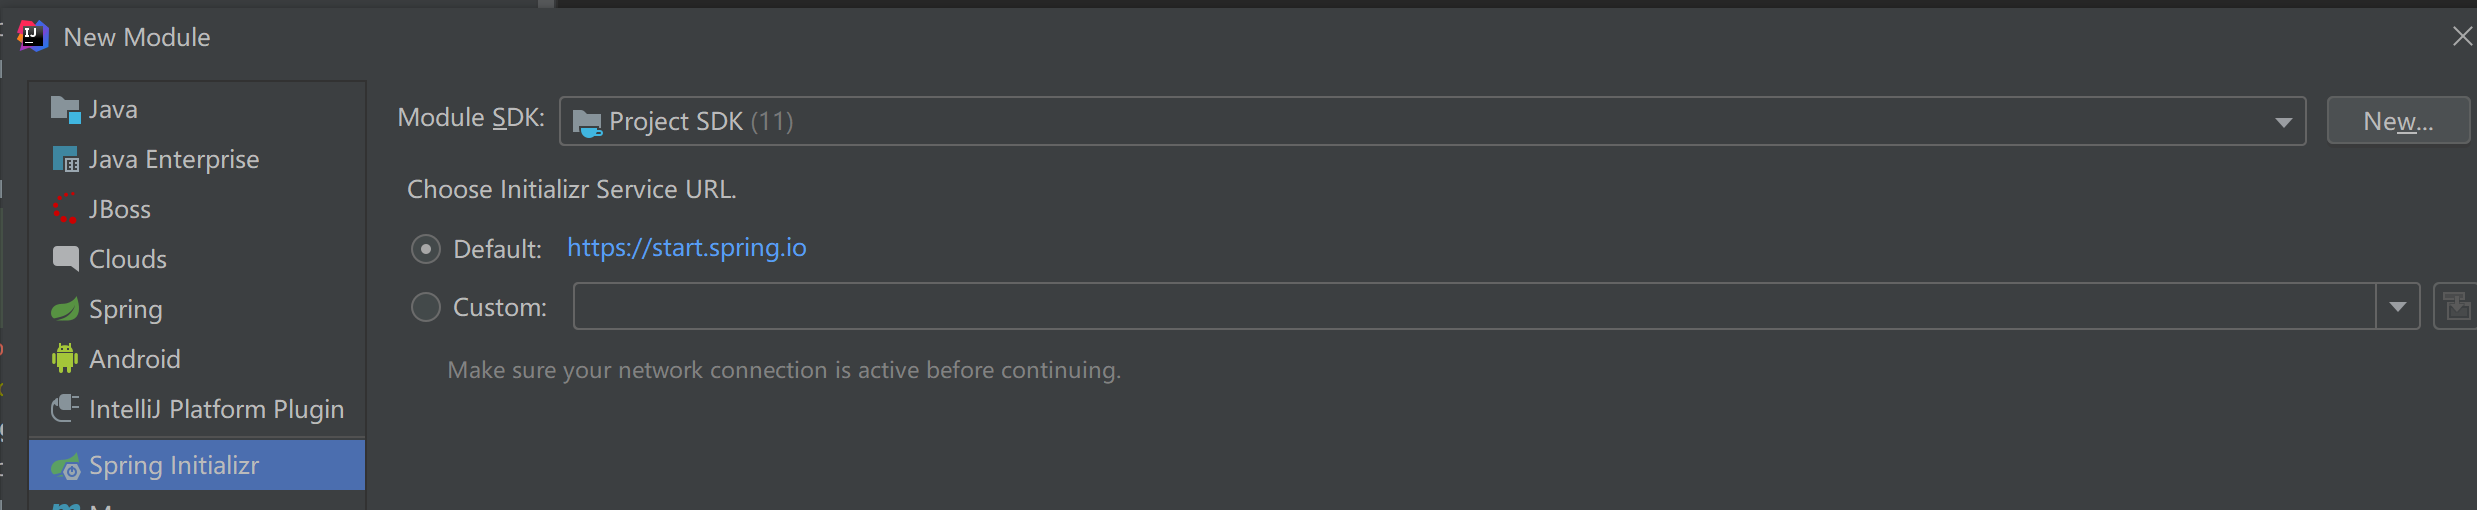 New Module
Java
Java Enterprise
JBoss
Clouds
Spring
Android
IntelliJ Platform Plugin
Spring Initializr
Module SDK: Project SDK (11) New...
Choose Initializr Service URL.
Default: https://start.spring.io
Custom:
Make sure your network connection is active before continuing.